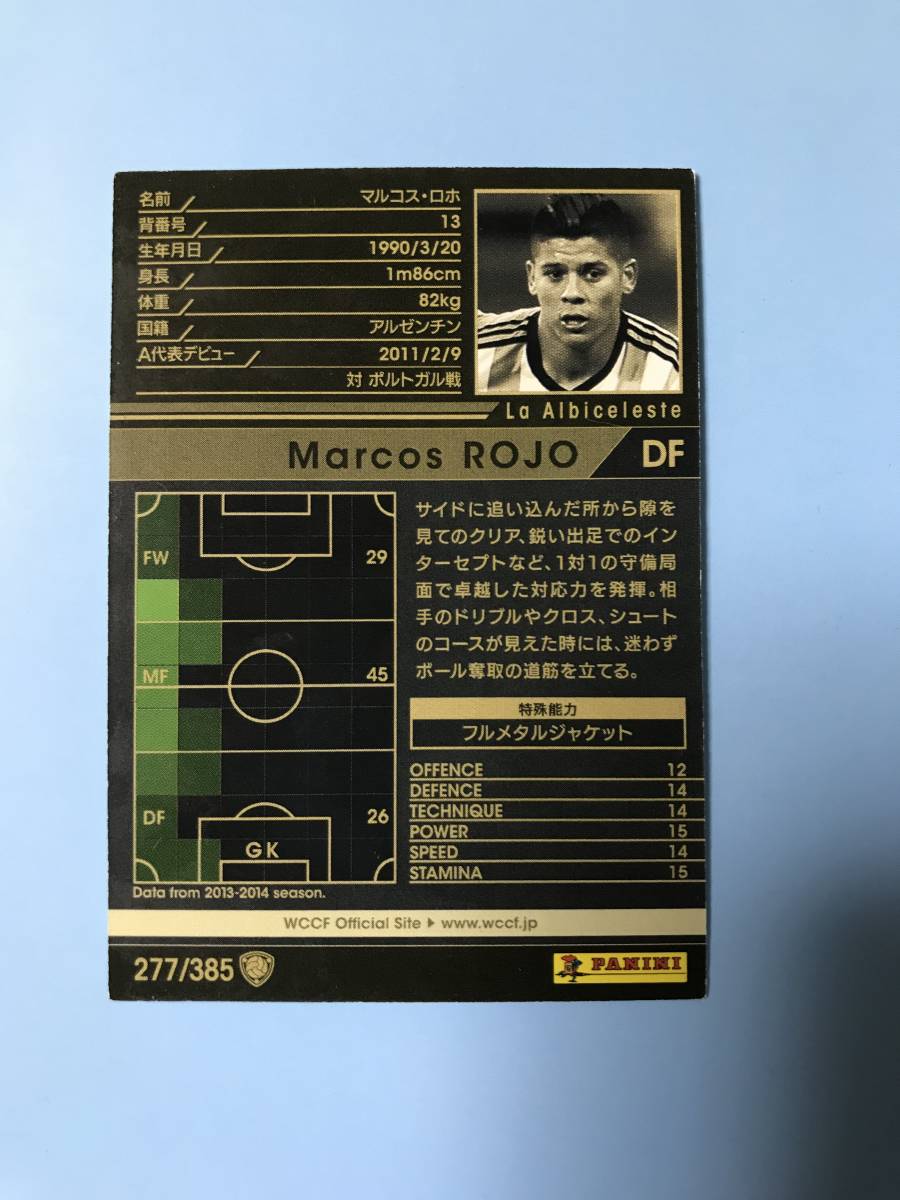 名前 マルコス・ロホ
背番号 13
生年月日 1990/3/20
身長 1m86cm
体重 82kg
国籍 アルゼンチン
A代表デビュー 2011/2/9
対 ポルトガル戦
La Albiceleste
Marcos ROJO DF
FW 29
MF 45
DF 26
GK
Data from 2013-2014 season.
サイドに追い込んだ所から隙を
見てのクリア、鋭い出足でのイン
ターセプトなど、1対1の守備局
面で卓越した対応力を発揮。相
手のドリブルやクロス、シュート
のコースが見えた時には、迷わず
ボール奪取の道筋を立てる。
特殊能力
フルメタルジャケット
OFFENCE 12
DEFENCE 14
TECHNIQUE 14
POWER 15
SPEED 14
STAMINA 15
WCCF Official Site ▶ www.wccf.jp
277/385
PANINI